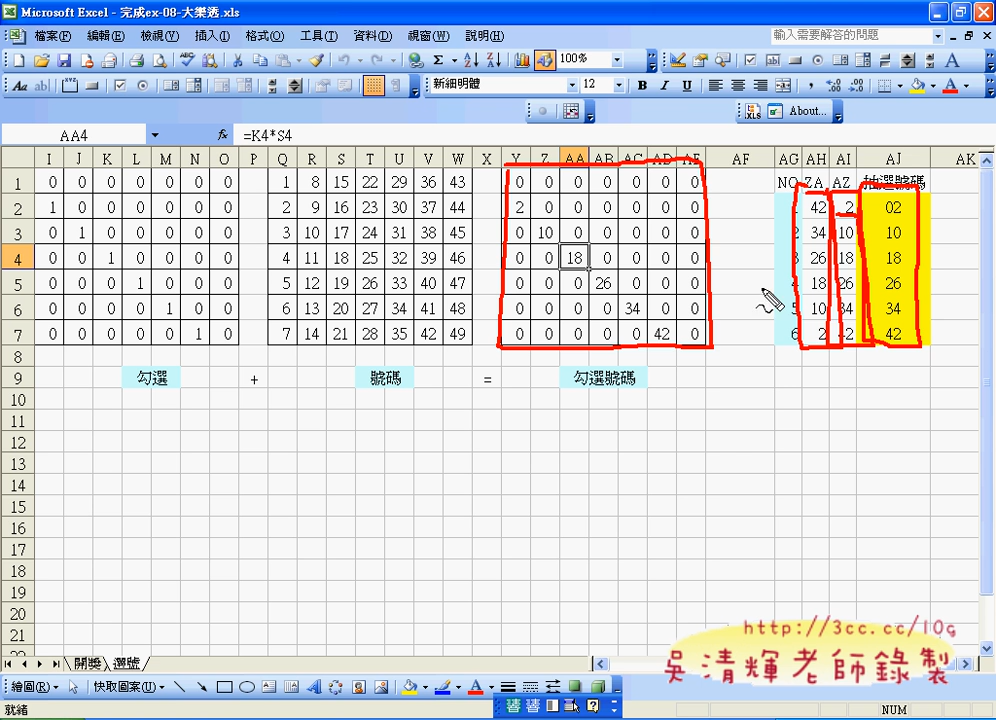 Microsoft Excel - 完成ex-08-大樂透.xls
檔案(F) 編輯(E) 檢視(V) 插入(I) 格式(O) 工具(T) 資料(D) 視窗(W) 說明(H) 輸入需要解答的問題
100%
新細明體 12 B I U
About...
AA4 fx =K4*S4
I J K L M N O P Q R S T U V W X Y Z AA AB AC AD AE AF AG AH AI AJ AK
1 0 0 0 0 0 0 0 1 8 15 22 29 36 43 0 0 0 0 0 0 0 NO ZA AZ 抽選號碼
2 1 0 0 0 0 0 0 2 9 16 23 30 37 44 2 0 0 0 0 0 0 42 2 02
3 0 1 0 0 0 0 0 3 10 17 24 31 38 45 0 10 0 0 0 0 0 2 34 10 10
4 0 0 1 0 0 0 0 4 11 18 25 32 39 46 0 0 18 0 0 0 0 3 26 18 18
5 0 0 0 1 0 0 0 5 12 19 26 33 40 47 0 0 0 26 0 0 0 4 18 26 26
6 0 0 0 0 1 0 0 6 13 20 27 34 41 48 0 0 0 0 34 0 0 5 10 34 34
7 0 0 0 0 0 1 0 7 14 21 28 35 42 49 0 0 0 0 0 42 0 6 2 42 42
8
9 勾選 + 號碼 = 勾選號碼
10
11
12
13
14
15
16
17
18
19
20
21
http://3cc.cc/10g
吳清輝老師錄製
開獎 選號
繪圖(R) 快取圖案(U)
就緒 NUM